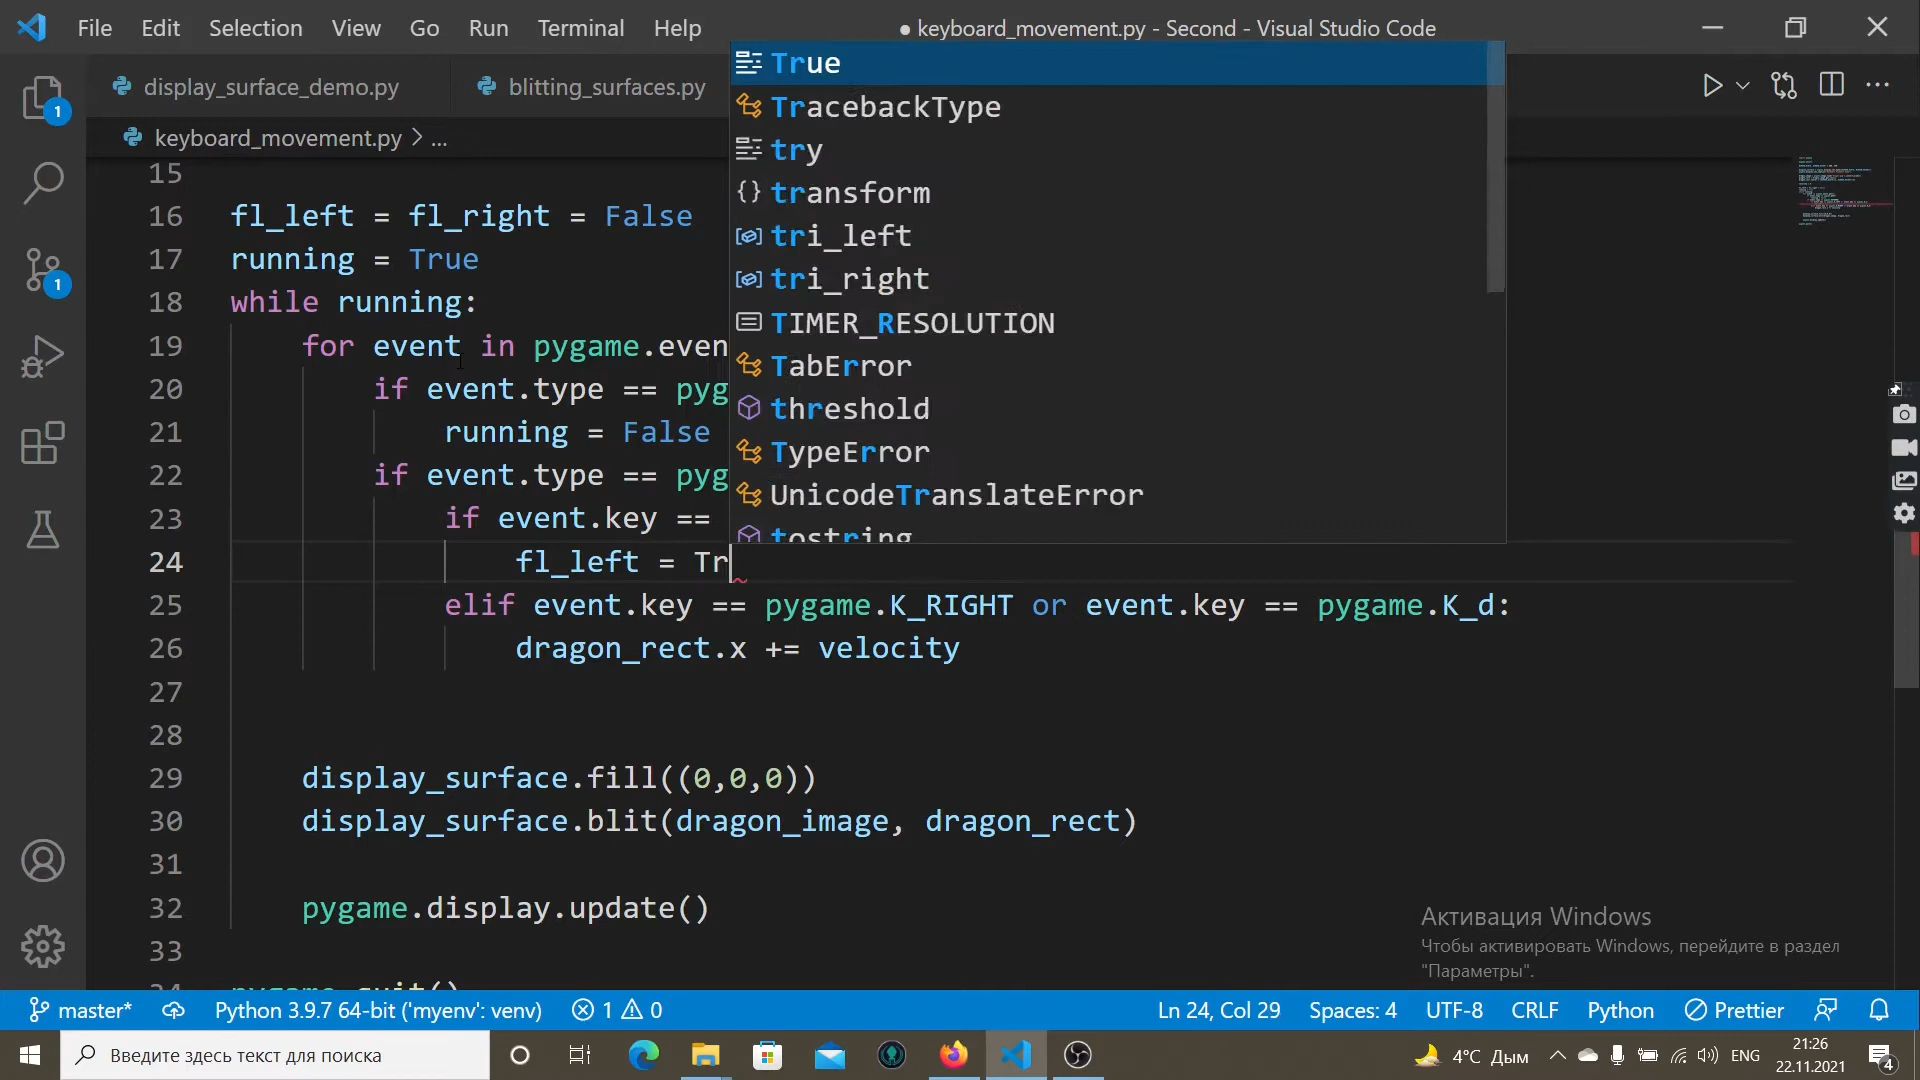 File Edit Selection View Go Run Terminal Help
● keyboard_movement.py - Second - Visual Studio Code
display_surface_demo.py
blitting_surfaces.py
keyboard_movement.py > ...
True
TracebackType
try
transform
tri_left
tri_right
TIMER_RESOLUTION
TabError
threshold
TypeError
UnicodeTranslateError
tostring
1
1
15
16 fl_left = fl_right = False
17 running = True
18 while running:
19 for event in pygame.even
20 if event.type == pyg
21 running = False
22 if event.type == pyg
23 if event.key ==
24 fl_left = Tr
25 elif event.key == pygame.K_RIGHT or event.key == pygame.K_d:
26 dragon_rect.x += velocity
27
28
29 display_surface.fill((0,0,0))
30 display_surface.blit(dragon_image, dragon_rect)
31
32 pygame.display.update()
33
34 pygame.quit()
Активация Windows
Чтобы активировать Windows, перейдите в раздел
"Параметры".
master* Python 3.9.7 64-bit ('myenv': venv) 1 0 Ln 24, Col 29 Spaces: 4 UTF-8 CRLF Python Prettier
Введите здесь текст для поиска
4°C Дым ENG
21:26
22.11.2021
4